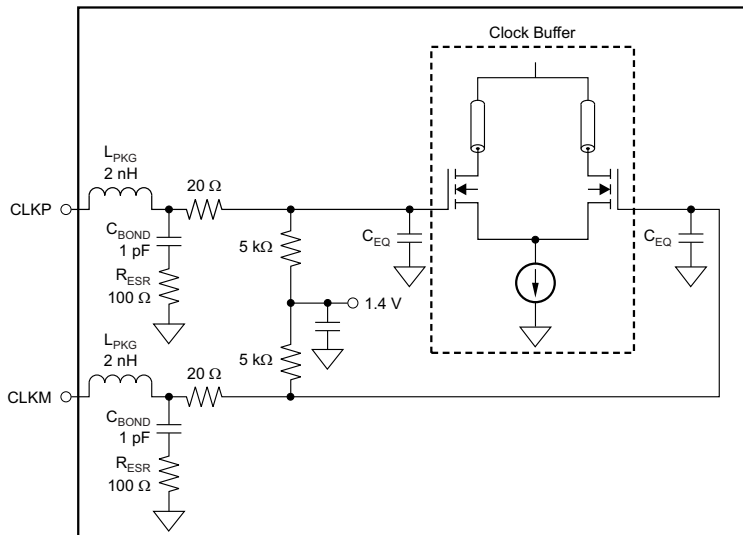 Clock Buffer
L_PKG
2 nH
20 Ω
CLKP
C_BOND
1 pF
R_ESR
100 Ω
5 kΩ
C_EQ
C_EQ
1.4 V
L_PKG
2 nH
5 kΩ
20 Ω
CLKM
C_BOND
1 pF
R_ESR
100 Ω